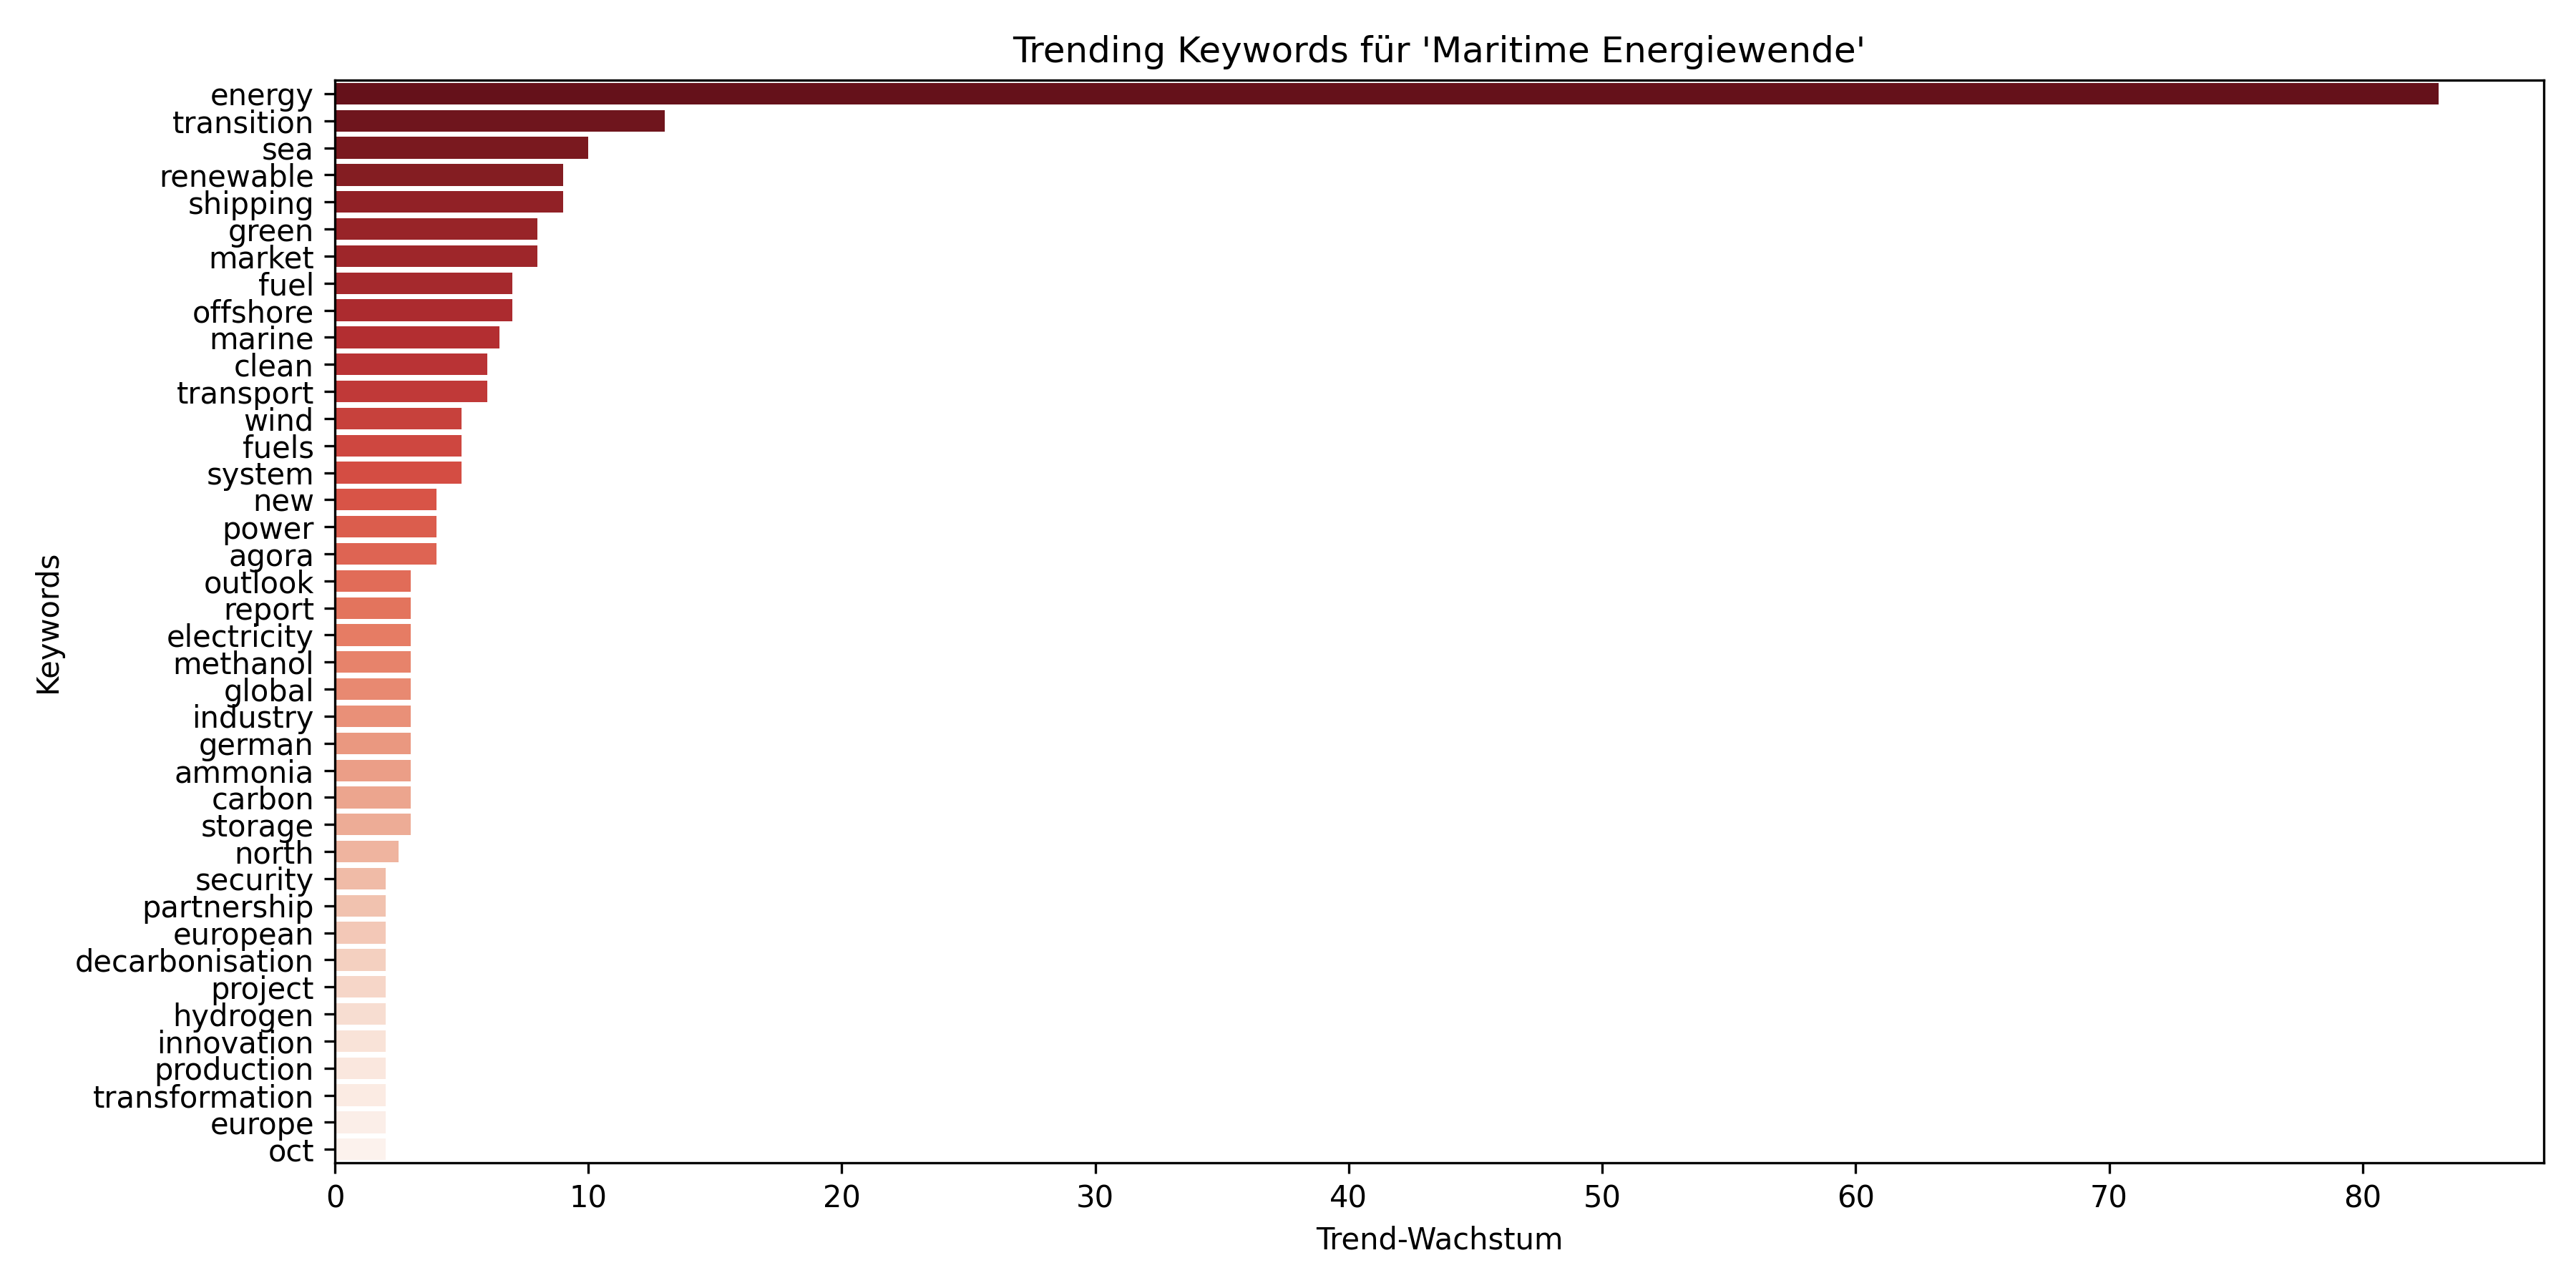 Trending Keywords für 'Maritime Energiewende'
energy
transition
sea
renewable
shipping
green
market
fuel
offshore
marine
clean
transport
wind
fuels
system
new
power
agora
outlook
report
electricity
methanol
global
industry
german
ammonia
carbon
storage
north
security
partnership
european
decarbonisation
project
hydrogen
innovation
production
transformation
europe
oct
Keywords
0 10 20 30 40 50 60 70 80
Trend-Wachstum